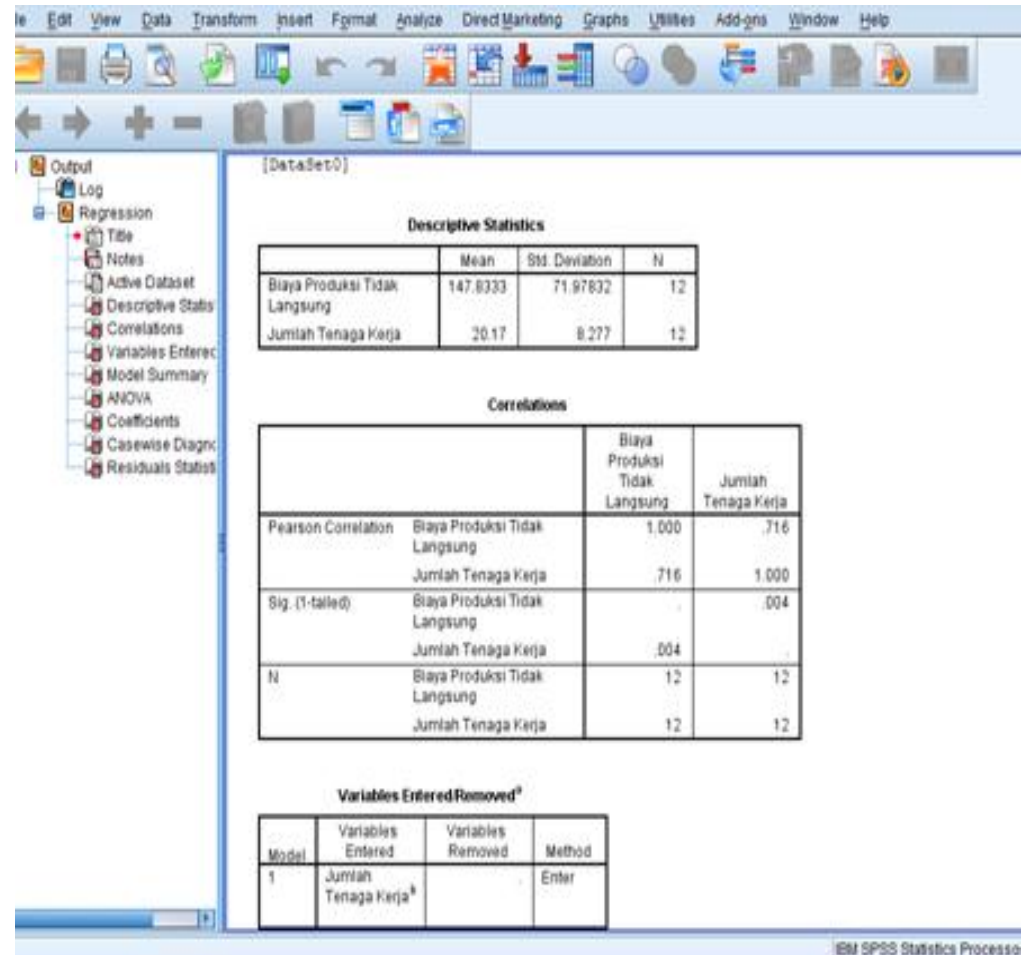 Edit View Data Transform Insert Format Analyze Direct Marketing Graphs Utilities Add-ons Window Help
Output
Log
Regression
Title
Notes
Active Dataset
Descriptive Statis
Correlations
Variables Entered
Model Summary
ANOVA
Coefficients
Casewise Diagno
Residuals Statist
[DataSet0]
Descriptive Statistics
Mean Std. Deviation N
Biaya Produksi Tidak Langsung 147.8333 71.97832 12
Jumlah Tenaga Kerja 20.17 8.277 12
Correlations
Biaya Produksi Tidak Langsung Jumlah Tenaga Kerja
Pearson Correlation Biaya Produksi Tidak Langsung 1.000 .716
Jumlah Tenaga Kerja .716 1.000
Sig. (1-tailed) Biaya Produksi Tidak Langsung . .004
Jumlah Tenaga Kerja .004 .
N Biaya Produksi Tidak Langsung 12 12
Jumlah Tenaga Kerja 12 12
Variables Entered/Removed
Model Variables Entered Variables Removed Method
1 Jumlah Tenaga Kerja . Enter
IBM SPSS Statistics Processo